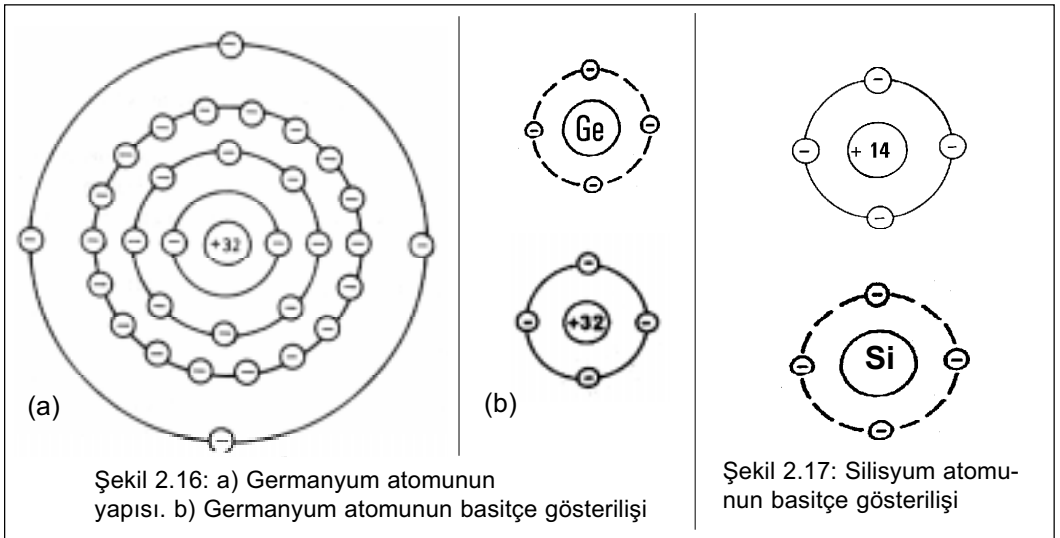 +32
(a)
Ge
+32
(b)
Şekil 2.16: a) Germanyum atomunun
yapısı. b) Germanyum atomunun basitçe gösterilişi
+ 14
Si
Şekil 2.17: Silisyum atomu-
nun basitçe gösterilişi